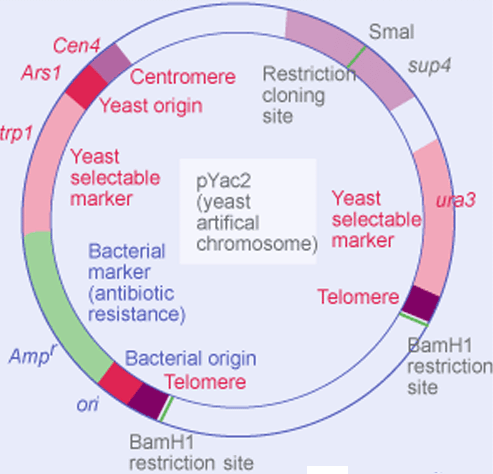 Cen4
Ars1
trp1
Centromere
Yeast origin
Yeast
selectable
marker
Restriction
cloning
site
SmaI
sup4
pYac2
(yeast
artifical
chromosome)
Yeast
selectable
marker
ura3
Bacterial
marker
(antibiotic
resistance)
Telomere
BamH1
restriction
site
Ampr
Bacterial origin
Telomere
ori
BamH1
restriction site